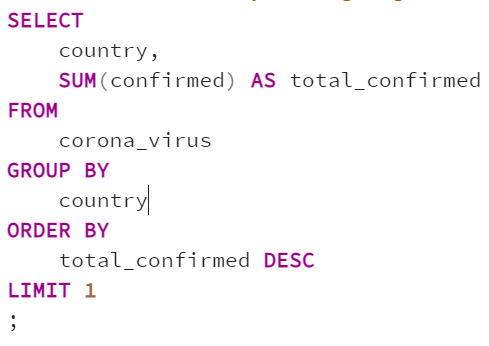 SELECT
    country,
    SUM(confirmed) AS total_confirmed
FROM
    corona_virus
GROUP BY
    country
ORDER BY
    total_confirmed DESC
LIMIT 1
;